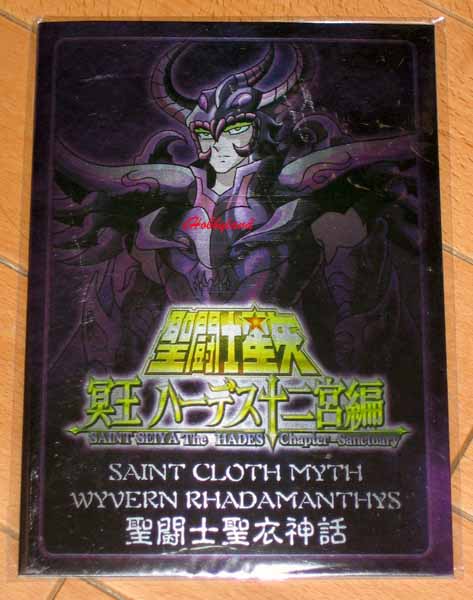 Hobbyland
聖闘士星矢
冥王 ハーデス十二宮編
SAINT SEIYA The HADES Chapter Sanctuary
SAINT CLOTH MYTH
WYVERN RHADAMANTHYS
聖闘士聖衣神話